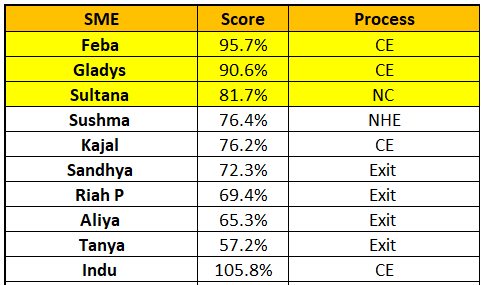 SME Score Process
Feba 95.7% CE
Gladys 90.6% CE
Sultana 81.7% NC
Sushma 76.4% NHE
Kajal 76.2% CE
Sandhya 72.3% Exit
Riah P 69.4% Exit
Aliya 65.3% Exit
Tanya 57.2% Exit
Indu 105.8% CE